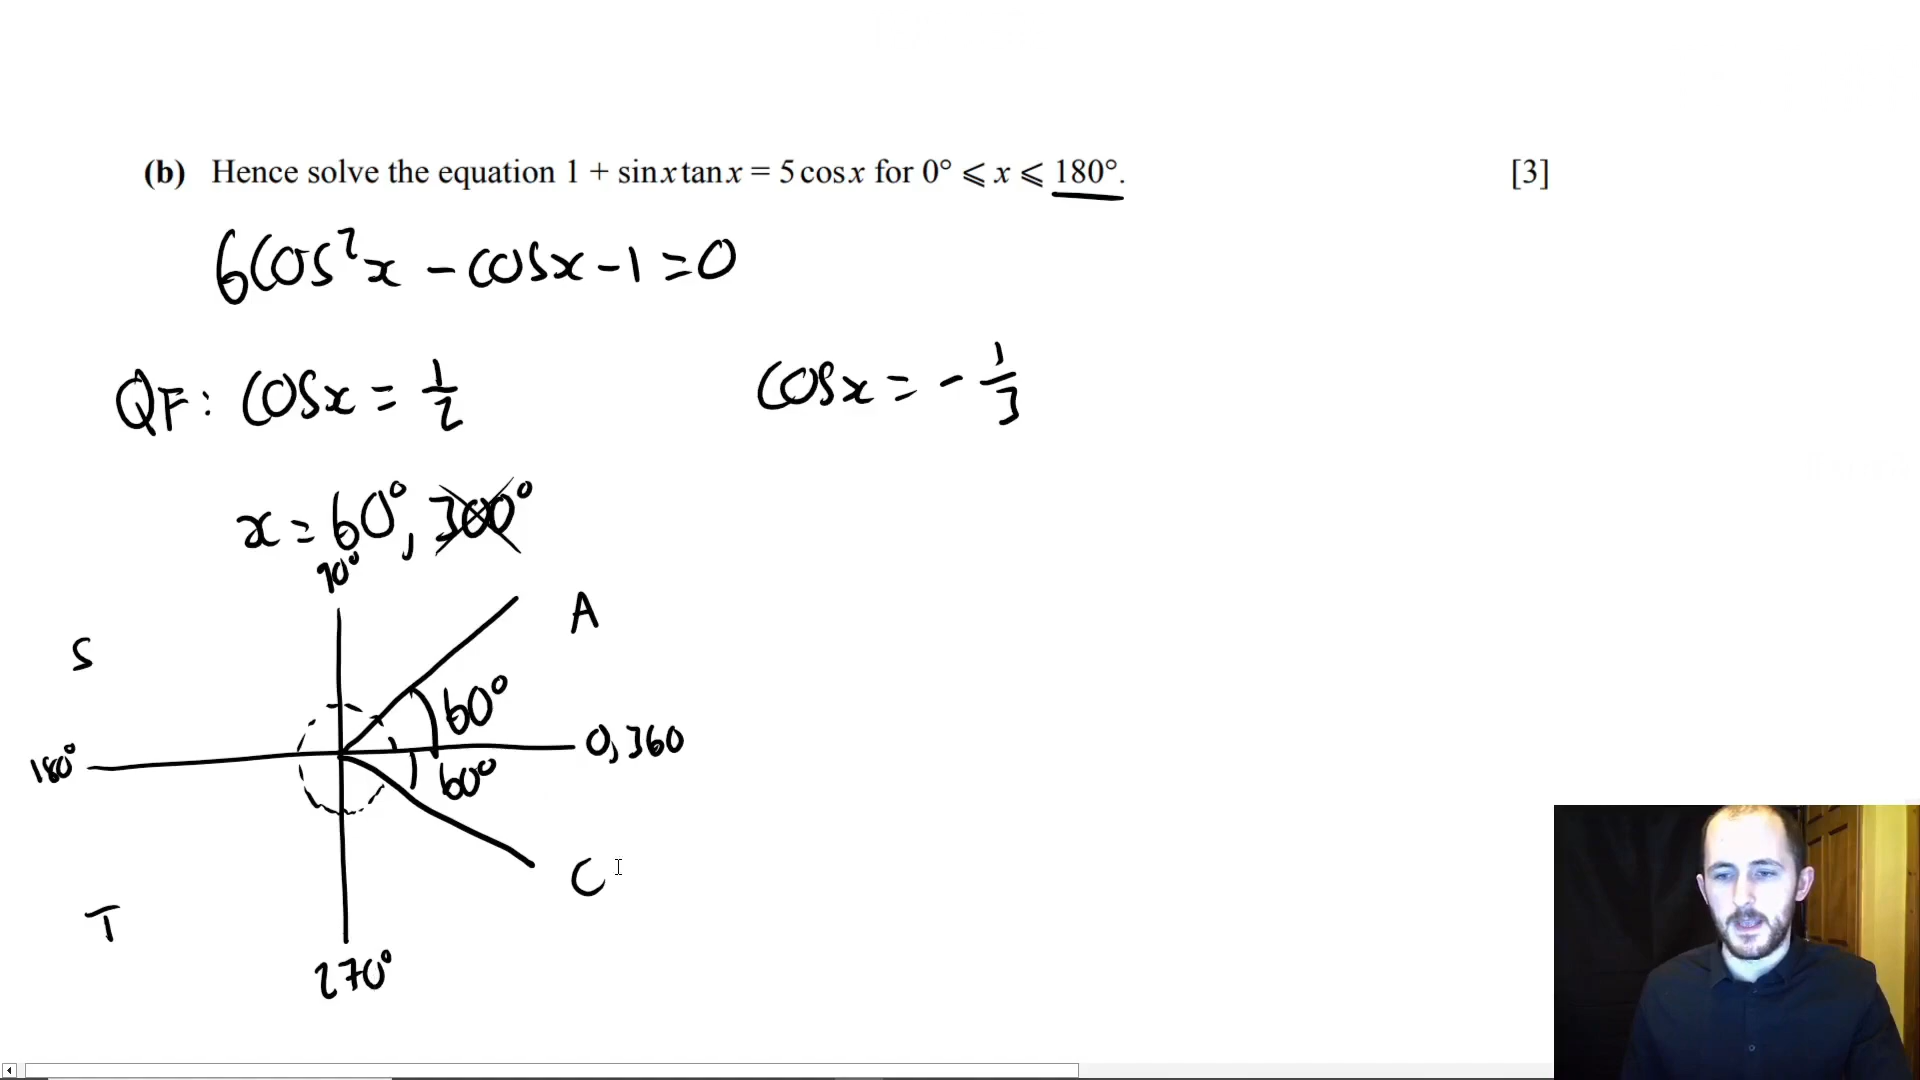 (b) Hence solve the equation 1 + sin x tan x = 5 cos x for 0° ⩽ x ⩽ 180°. [3]
6cos²x - cosx - 1 = 0
QF: cosx = 1/2
cosx = - 1/3
x = 60°, 300°
90°
A
S
60°
180°
0, 360
60°
C
T
270°